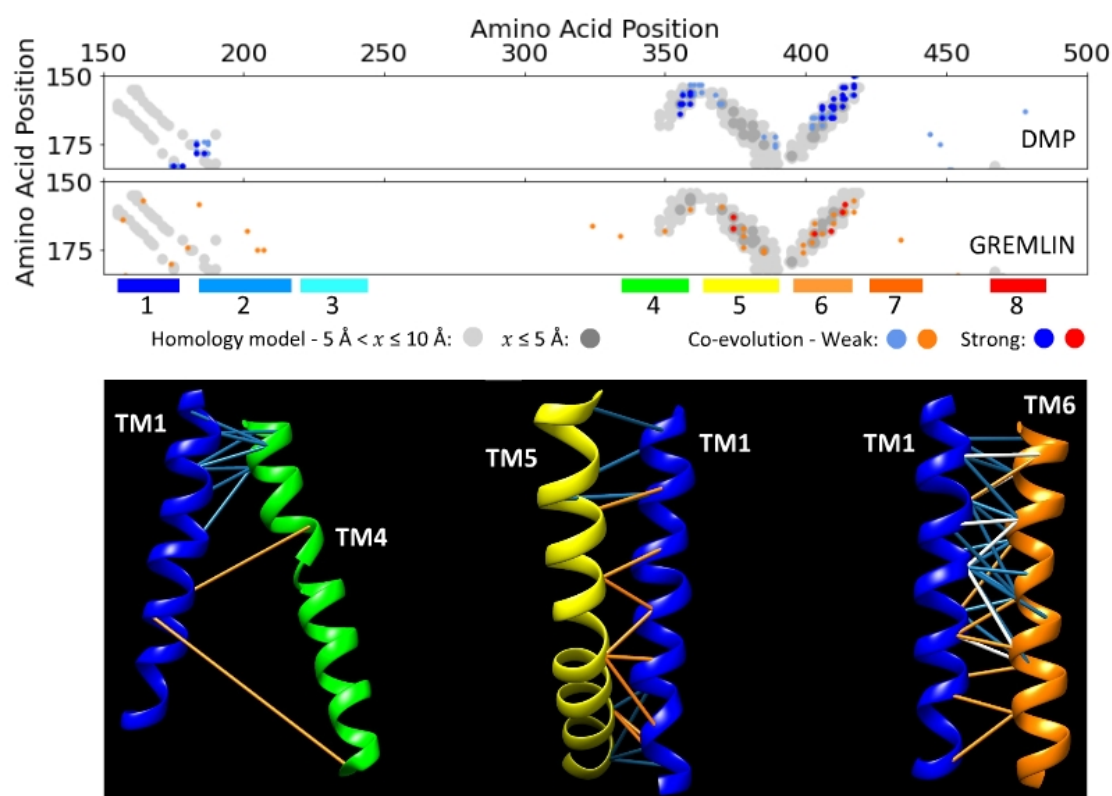 Amino Acid Position
150 200 250 300 350 400 450 500
Amino Acid Position
150
175
DMP
150
175
GREMLIN
1 2 3 4 5 6 7 8
Homology model - 5 Å < x ≤ 10 Å: x ≤ 5 Å: Co-evolution - Weak: Strong:
TM1 TM4
TM5 TM1
TM1 TM6